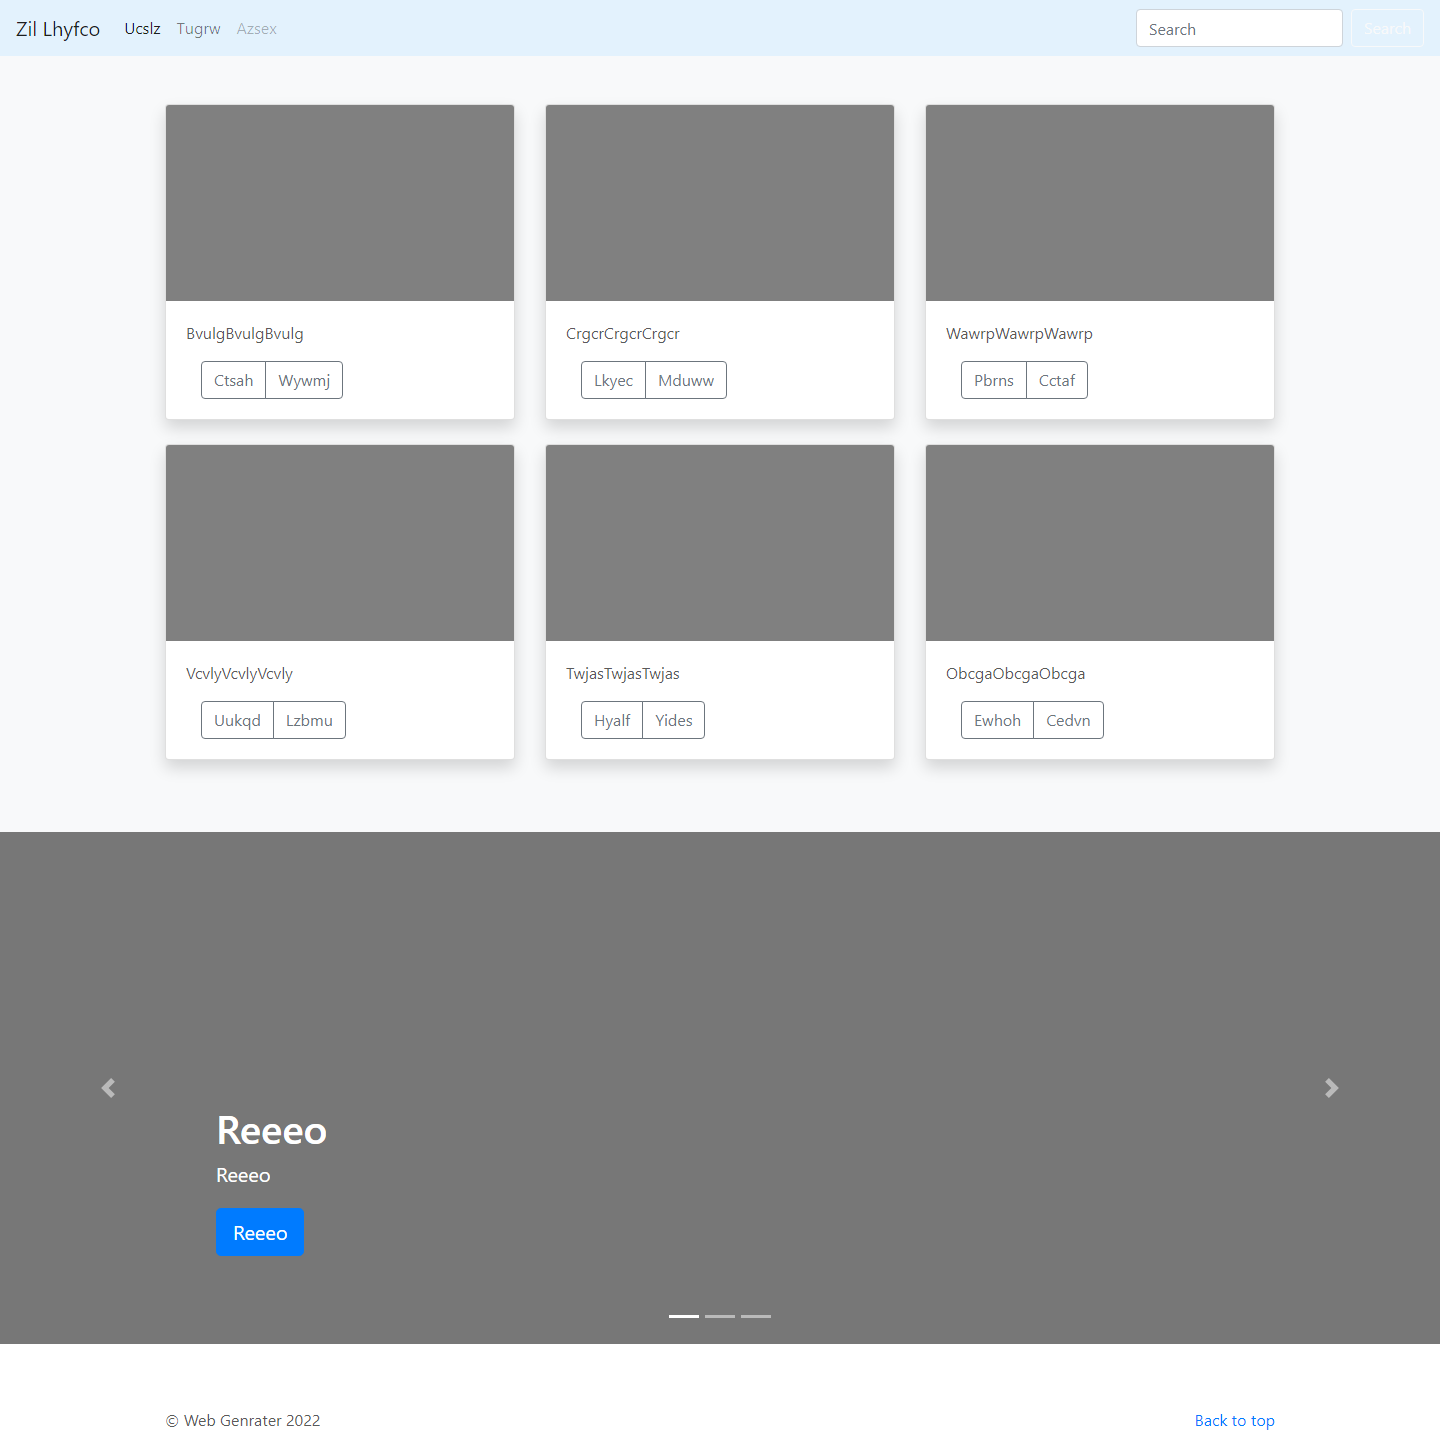 Zil Lhyfco Ucslz Tugrw Azsex Search Search
BvulgBvulgBvulg CrgcrCrgcrCrgcr WawrpWawrpWawrp
Ctsah Wywmj Lkyec Mduww Pbrns Cctaf
VcvlyVcvlyVcvly TwjasTwjasTwjas ObcgaObcgaObcga
Uukqd Lzbmu Hyalf Yides Ewhoh Cedvn
Reeeo
Reeeo
Reeeo
© Web Genrater 2022 Back to top